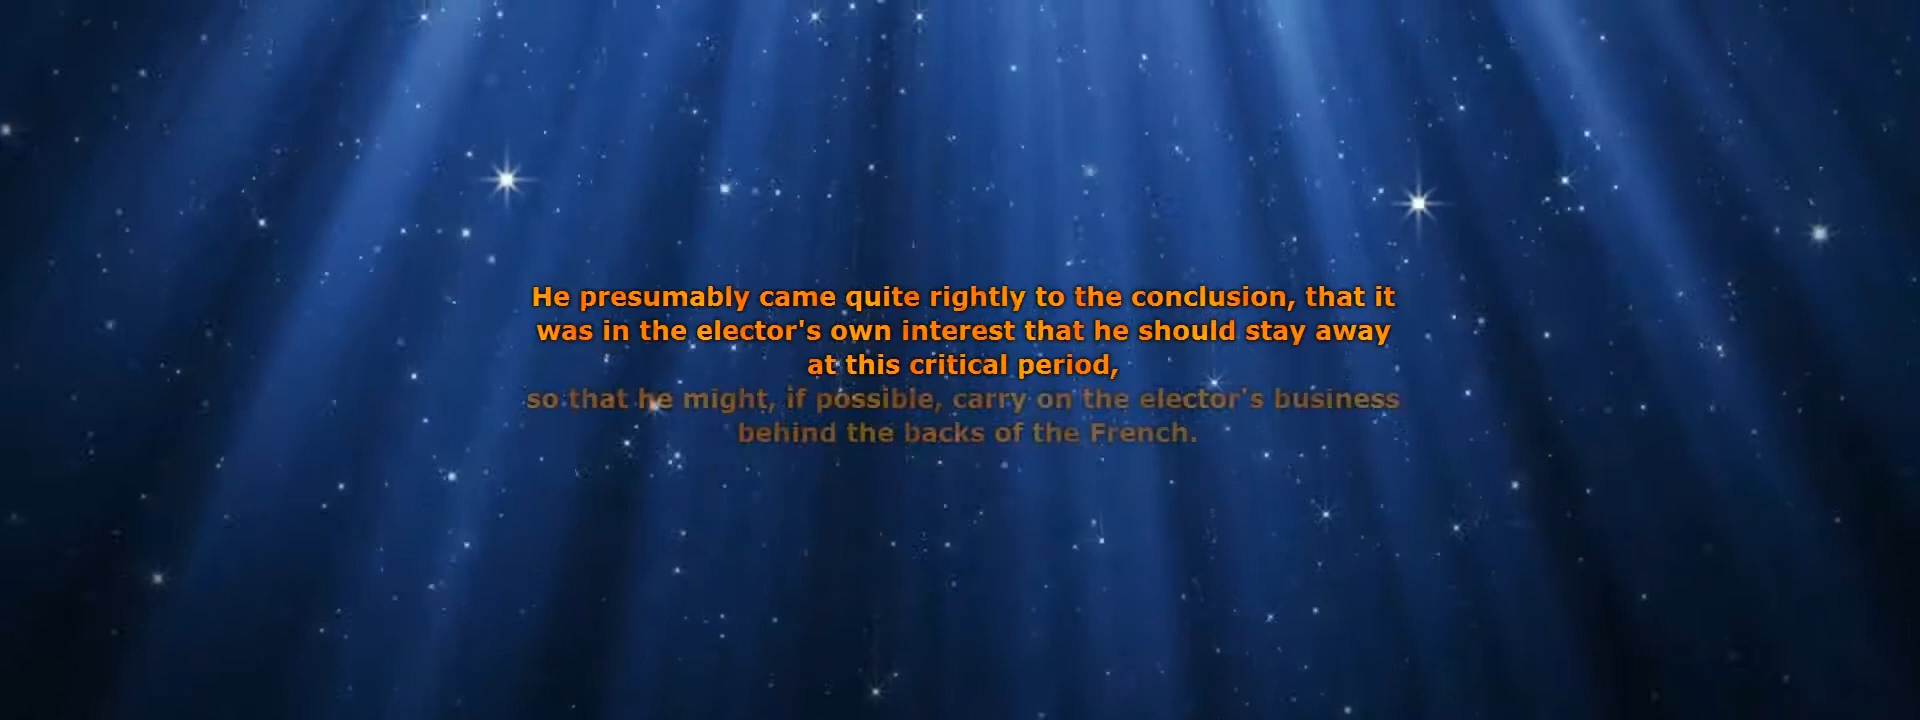 He presumably came quite rightly to the conclusion, that it
was in the elector's own interest that he should stay away
at this critical period,
so that he might, if possible, carry on the elector's business
behind the backs of the French.